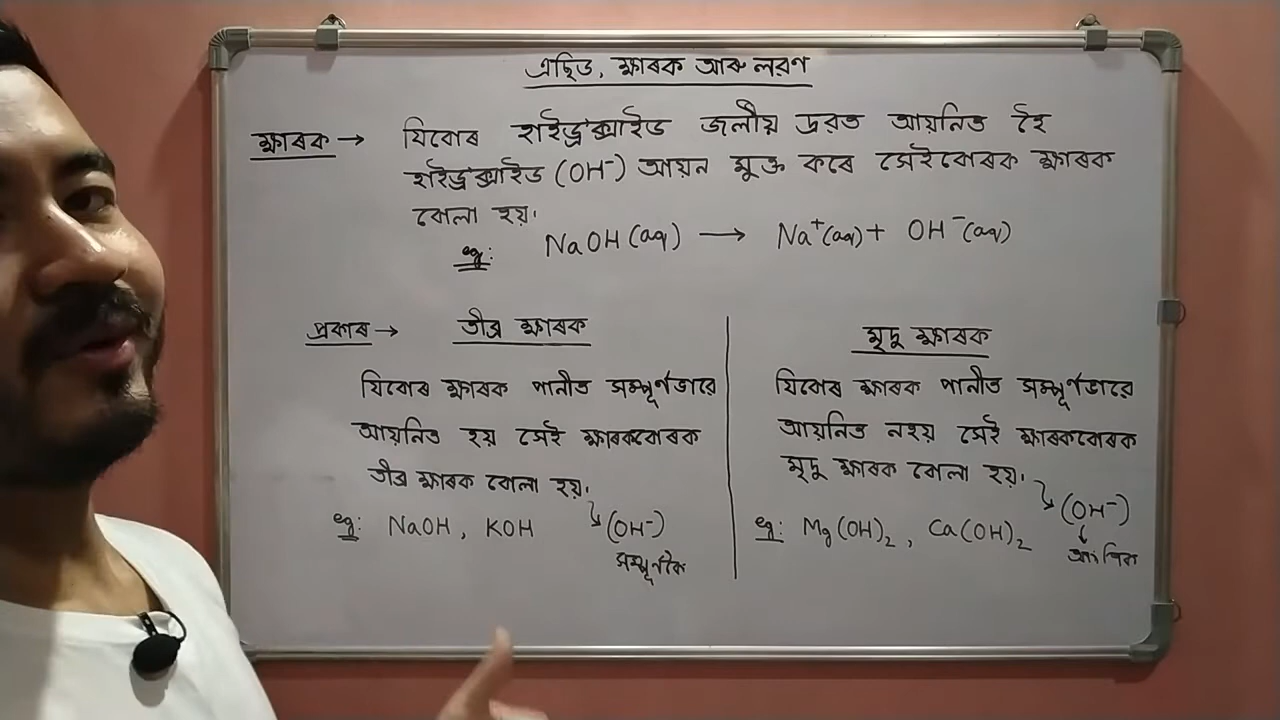 এছিড, ক্ষাৰক আৰু লৱণ
ক্ষাৰক → যিবোৰ হাইড্ৰ'ক্সাইড জলীয় দ্ৰৱত আয়নিত হৈ
হাইড্ৰ'ক্সাইড (OH⁻) আয়ন মুক্ত কৰে সেইবোৰক ক্ষাৰক
বোলা হয়।
eg: NaOH(aq) → Na⁺(aq) + OH⁻(aq)
প্ৰকাৰ → তীব্ৰ ক্ষাৰক
যিবোৰ ক্ষাৰক পানীত সম্পূৰ্ণভাৱে
আয়নিত হয় সেই ক্ষাৰকবোৰক
তীব্ৰ ক্ষাৰক বোলা হয়।
eg: NaOH, KOH (OH⁻)
সম্পূৰ্ণকৈ
মৃদু ক্ষাৰক
যিবোৰ ক্ষাৰক পানীত সম্পূৰ্ণভাৱে
আয়নিত নহয় সেই ক্ষাৰকবোৰক
মৃদু ক্ষাৰক বোলা হয়।
eg: Mg(OH)₂, Ca(OH)₂ (OH⁻)
↓
আংশিক